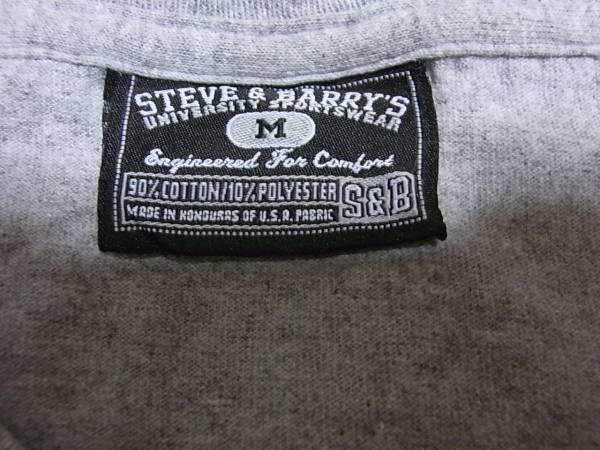 STEVE & BARRY'S
UNIVERSITY SPORTSWEAR
M
Engineered For Comfort
90% COTTON/10% POLYESTER
MADE IN HONDURAS OF U.S.A. FABRIC
S&B